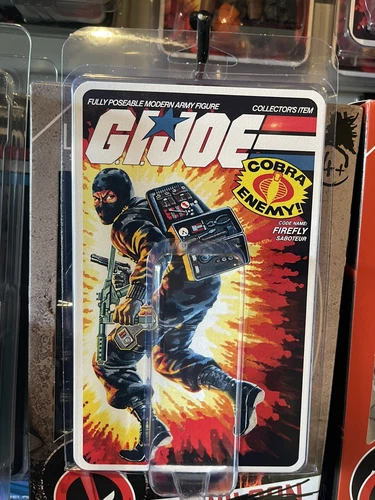 FULLY POSEABLE MODERN ARMY FIGURE
COLLECTOR'S ITEM
G.I.JOE
COBRA
ENEMY!
CODE NAME:
FIREFLY
SABOTEUR